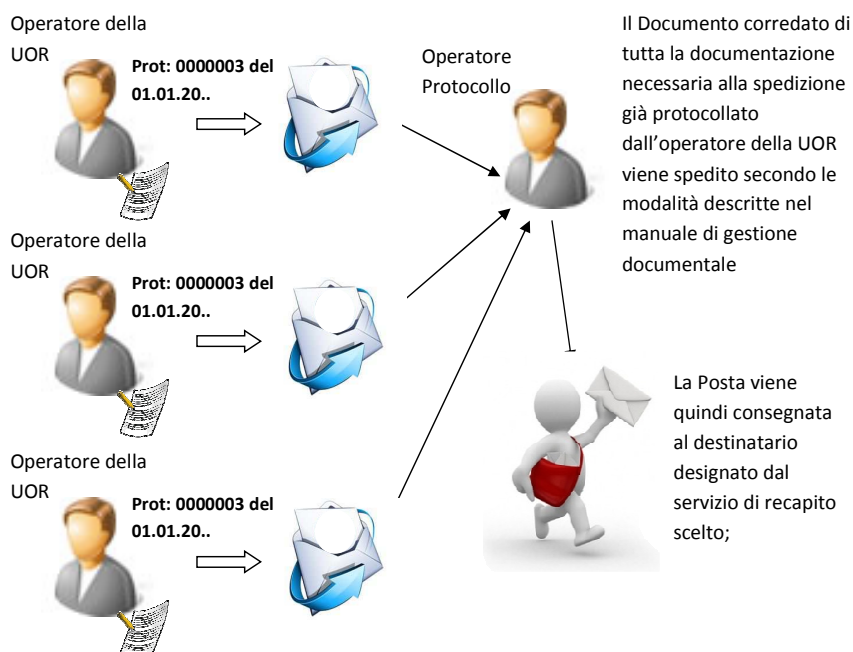 Operatore della
UOR
Prot: 0000003 del
01.01.20..
Operatore
Protocollo
Il Documento corredato di
tutta la documentazione
necessaria alla spedizione
già protocollato
dall’operatore della UOR
viene spedito secondo le
modalità descritte nel
manuale di gestione
documentale
Operatore della
UOR
Prot: 0000003 del
01.01.20..
La Posta viene
quindi consegnata
al destinatario
designato dal
servizio di recapito
scelto;
Operatore della
UOR
Prot: 0000003 del
01.01.20..